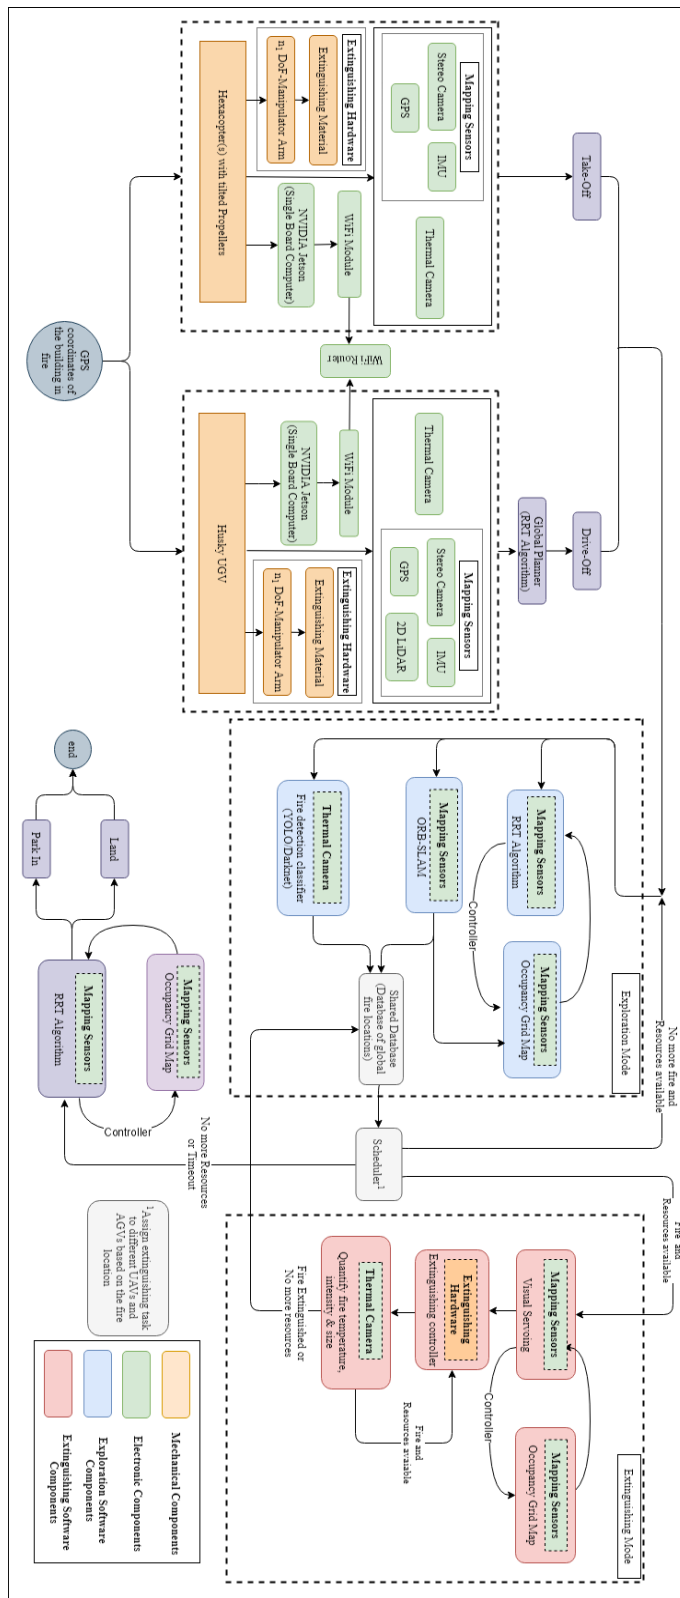 GPS
coordinates of
the building in
fire
Hexacopter(s) with tilted Propellers
Extinguishing Hardware
Extinguishing Material
n1 DoF-Manipulator Arm
NVIDIA Jetson
(Single Board Computer)
WiFi Module
Mapping Sensors
Stereo Camera
IMU
GPS
Thermal Camera
Take-Off
WiFi Router
Husky UGV
NVIDIA Jetson
(Single Board Computer)
WiFi Module
Extinguishing Hardware
Extinguishing Material
n1 DoF-Manipulator Arm
Thermal Camera
Mapping Sensors
Stereo Camera
IMU
GPS
2D LiDAR
Global Planner
(RRT Algorithm)
Drive-Off
Exploration Mode
Mapping Sensors
RRT Algorithm
Controller
Mapping Sensors
Occupancy Grid Map
Mapping Sensors
ORB-SLAM
Thermal Camera
Fire detection classifier
(YOLO/Darknet)
Shared Database
(Database of global
fire locations)
Scheduler1
No more fire and
Resources available
Fire and
Resources available
No more Resources
or Timeout
Extinguishing Mode
Mapping Sensors
Visual Servoing
Controller
Mapping Sensors
Occupancy Grid Map
Extinguishing
Hardware
Extinguishing controller
Thermal Camera
Quantify fire temperature,
intensity & size
Fire and
Resources avaiable
Fire Extinguished or
No more resources
Mapping Sensors
Occupancy Grid Map
Controller
Mapping Sensors
RRT Algorithm
Land
Park In
end
1Assign extinguishing task
to different UAVs and
AGVs based on the fire
location
Mechanical Components
Electronic Components
Exploration Software
Components
Extinguishing Software
Components